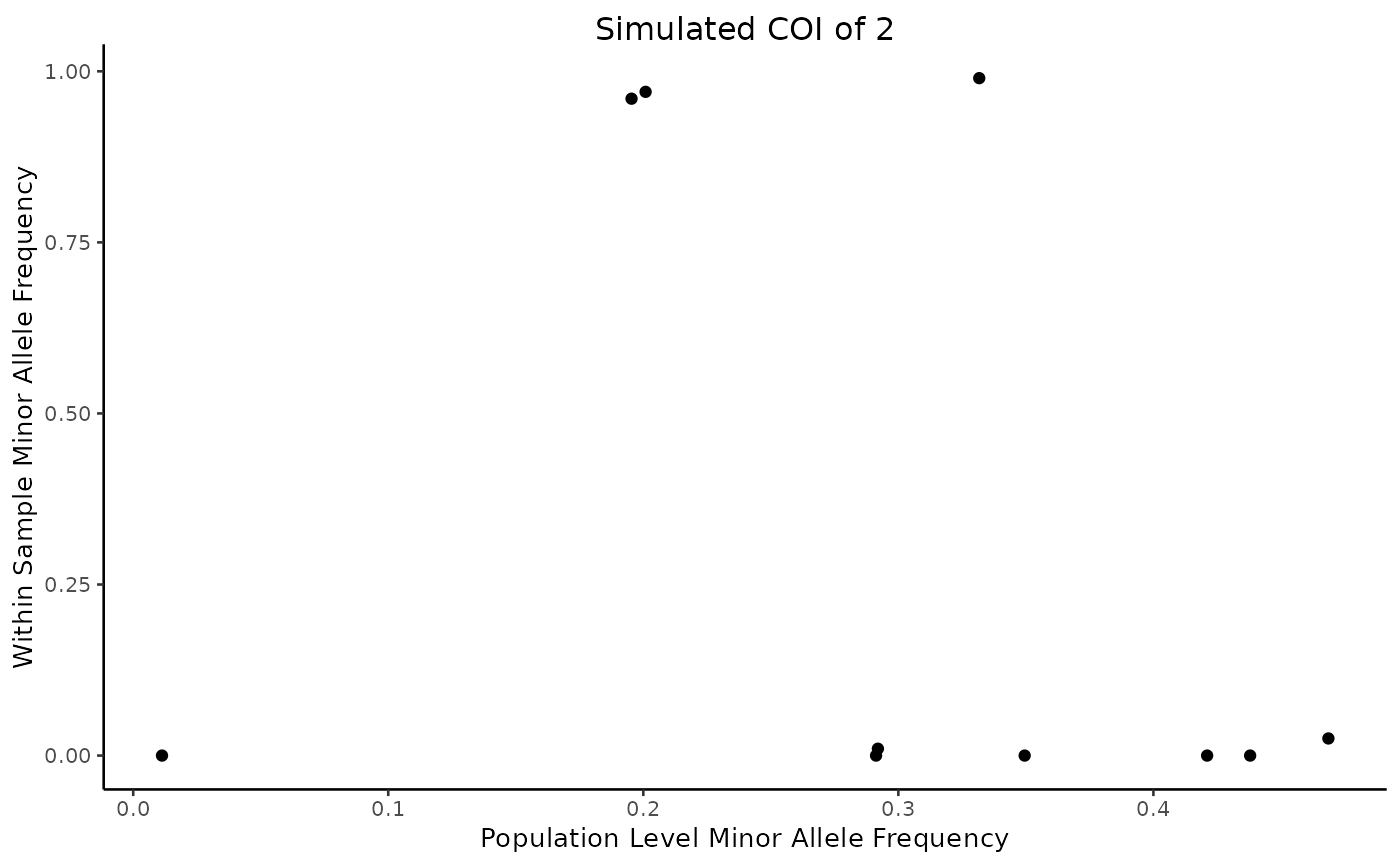 Simulated COI of 2
Within Sample Minor Allele Frequency
1.00
0.75
0.50
0.25
0.00
0.0 0.1 0.2 0.3 0.4
Population Level Minor Allele Frequency